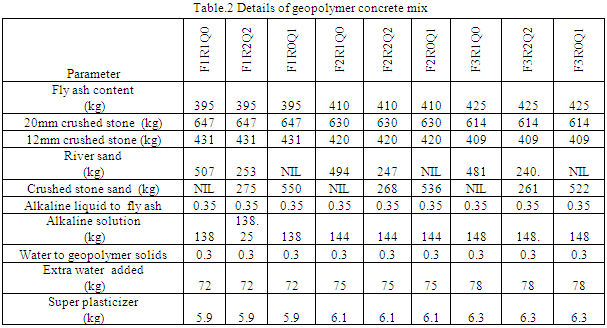 Table.2 Details of geopolymer concrete mix
Parameter F1R1Q0 F1R2Q2 F1R0Q1 F2R1Q0 F2R2Q2 F2R0Q1 F3R1Q0 F3R2Q2 F3R0Q1
Fly ash content
(kg) 395 395 395 410 410 410 425 425 425
20mm crushed stone (kg) 647 647 647 630 630 630 614 614 614
12mm crushed stone (kg) 431 431 431 420 420 420 409 409 409
River sand
(kg) 507 253 NIL 494 247 NIL 481 240. NIL
Crushed stone sand (kg) NIL 275 550 NIL 268 536 NIL 261 522
Alkaline liquid to fly ash 0.35 0.35 0.35 0.35 0.35 0.35 0.35 0.35 0.35
Alkaline solution 138.
(kg) 138 25 138 144 144 144 148 148. 148
Water to geopolymer solids 0.3 0.3 0.3 0.3 0.3 0.3 0.3 0.3 0.3
Extra water added
(kg) 72 72 72 75 75 75 78 78 78
Super plasticizer
(kg) 5.9 5.9 5.9 6.1 6.1 6.1 6.3 6.3 6.3